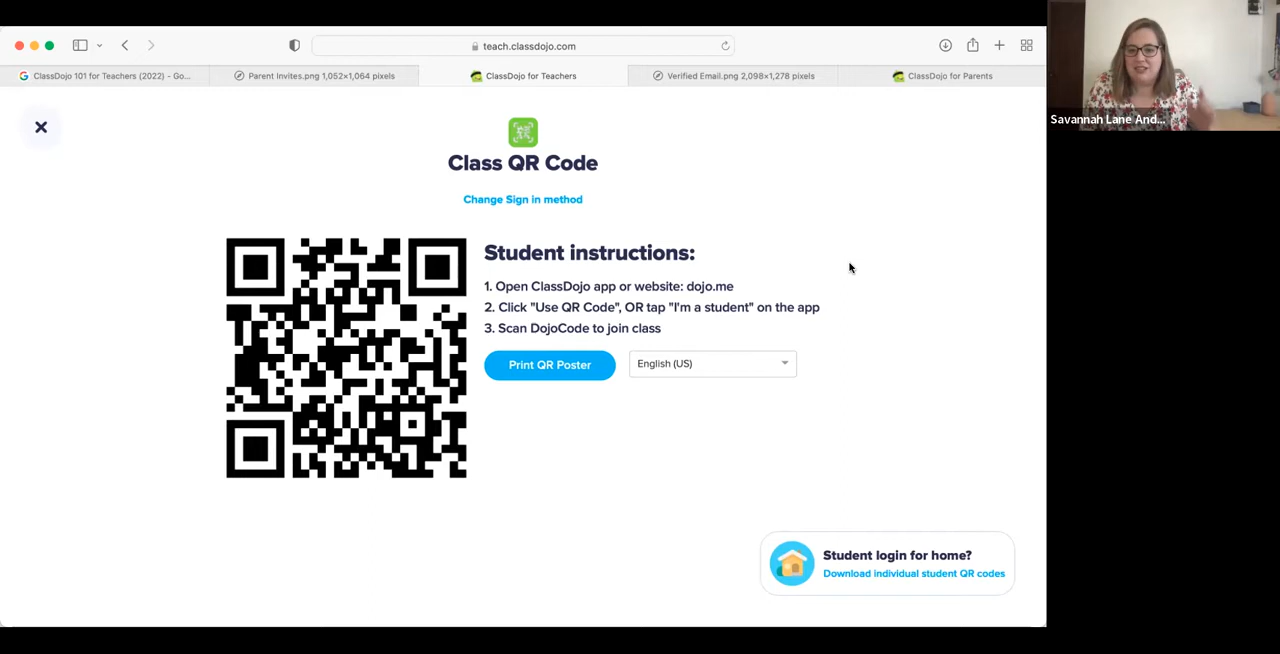 teach.classdojo.com
ClassDojo 101 for Teachers (2022) - Go...
Parent Invites.png 1,052×1,064 pixels
ClassDojo for Teachers
Verified Email.png 2,098×1,278 pixels
ClassDojo for Parents
Savannah Lane And...
Class QR Code
Change Sign in method
Student instructions:
1. Open ClassDojo app or website: dojo.me
2. Click "Use QR Code", OR tap "I'm a student" on the app
3. Scan DojoCode to join class
Print QR Poster
English (US)
Student login for home?
Download individual student QR codes